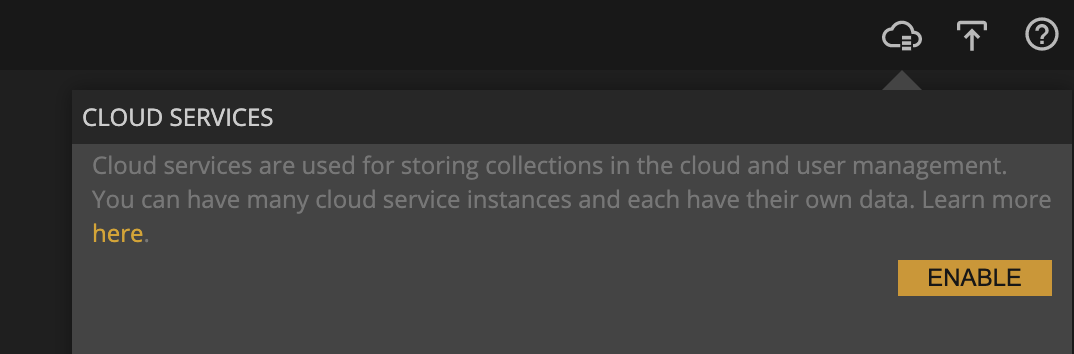 CLOUD SERVICES
Cloud services are used for storing collections in the cloud and user management.
You can have many cloud service instances and each have their own data. Learn more
here.
ENABLE